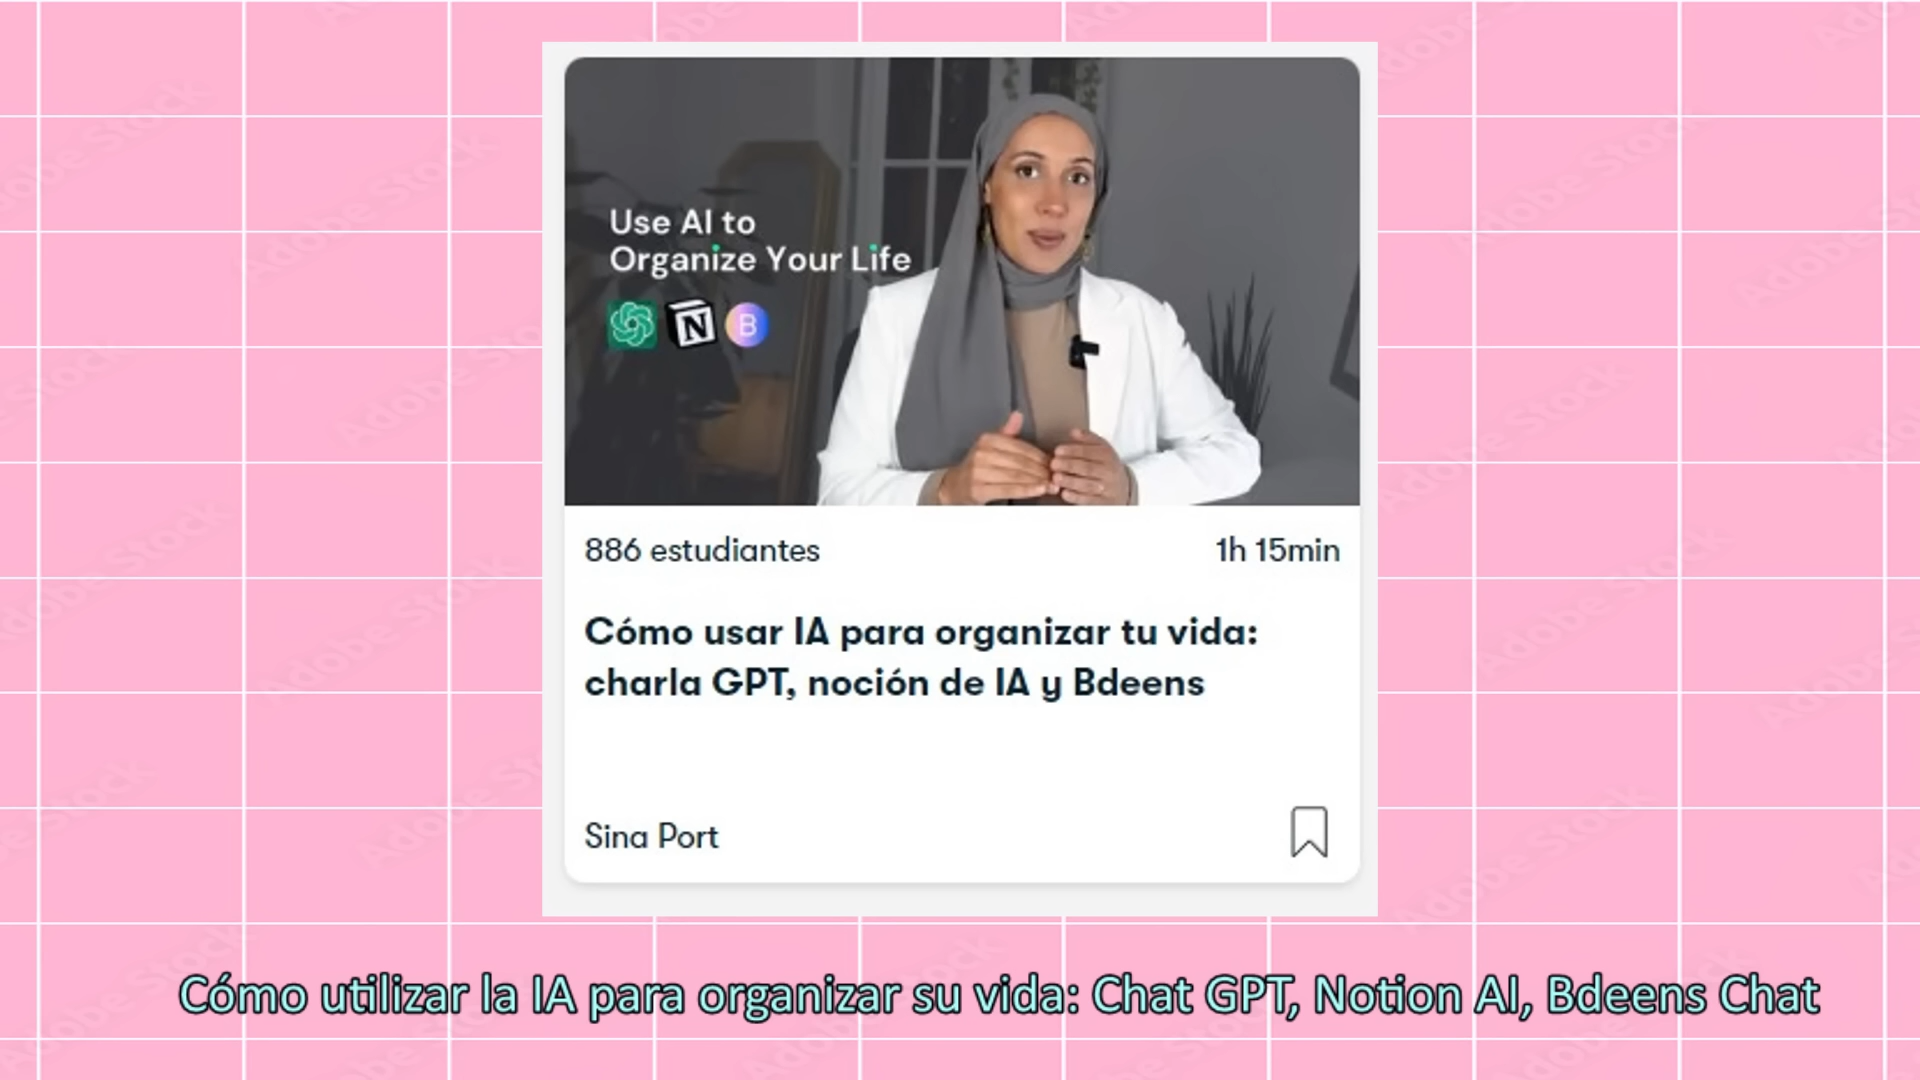 Use AI to
Organize Your Life
N
B
886 estudiantes
1h 15min
Cómo usar IA para organizar tu vida:
charla GPT, noción de IA y Bdeens
Sina Port
Cómo utilizar la IA para organizar su vida: Chat GPT, Notion AI, Bdeens Chat
Adobe Stock